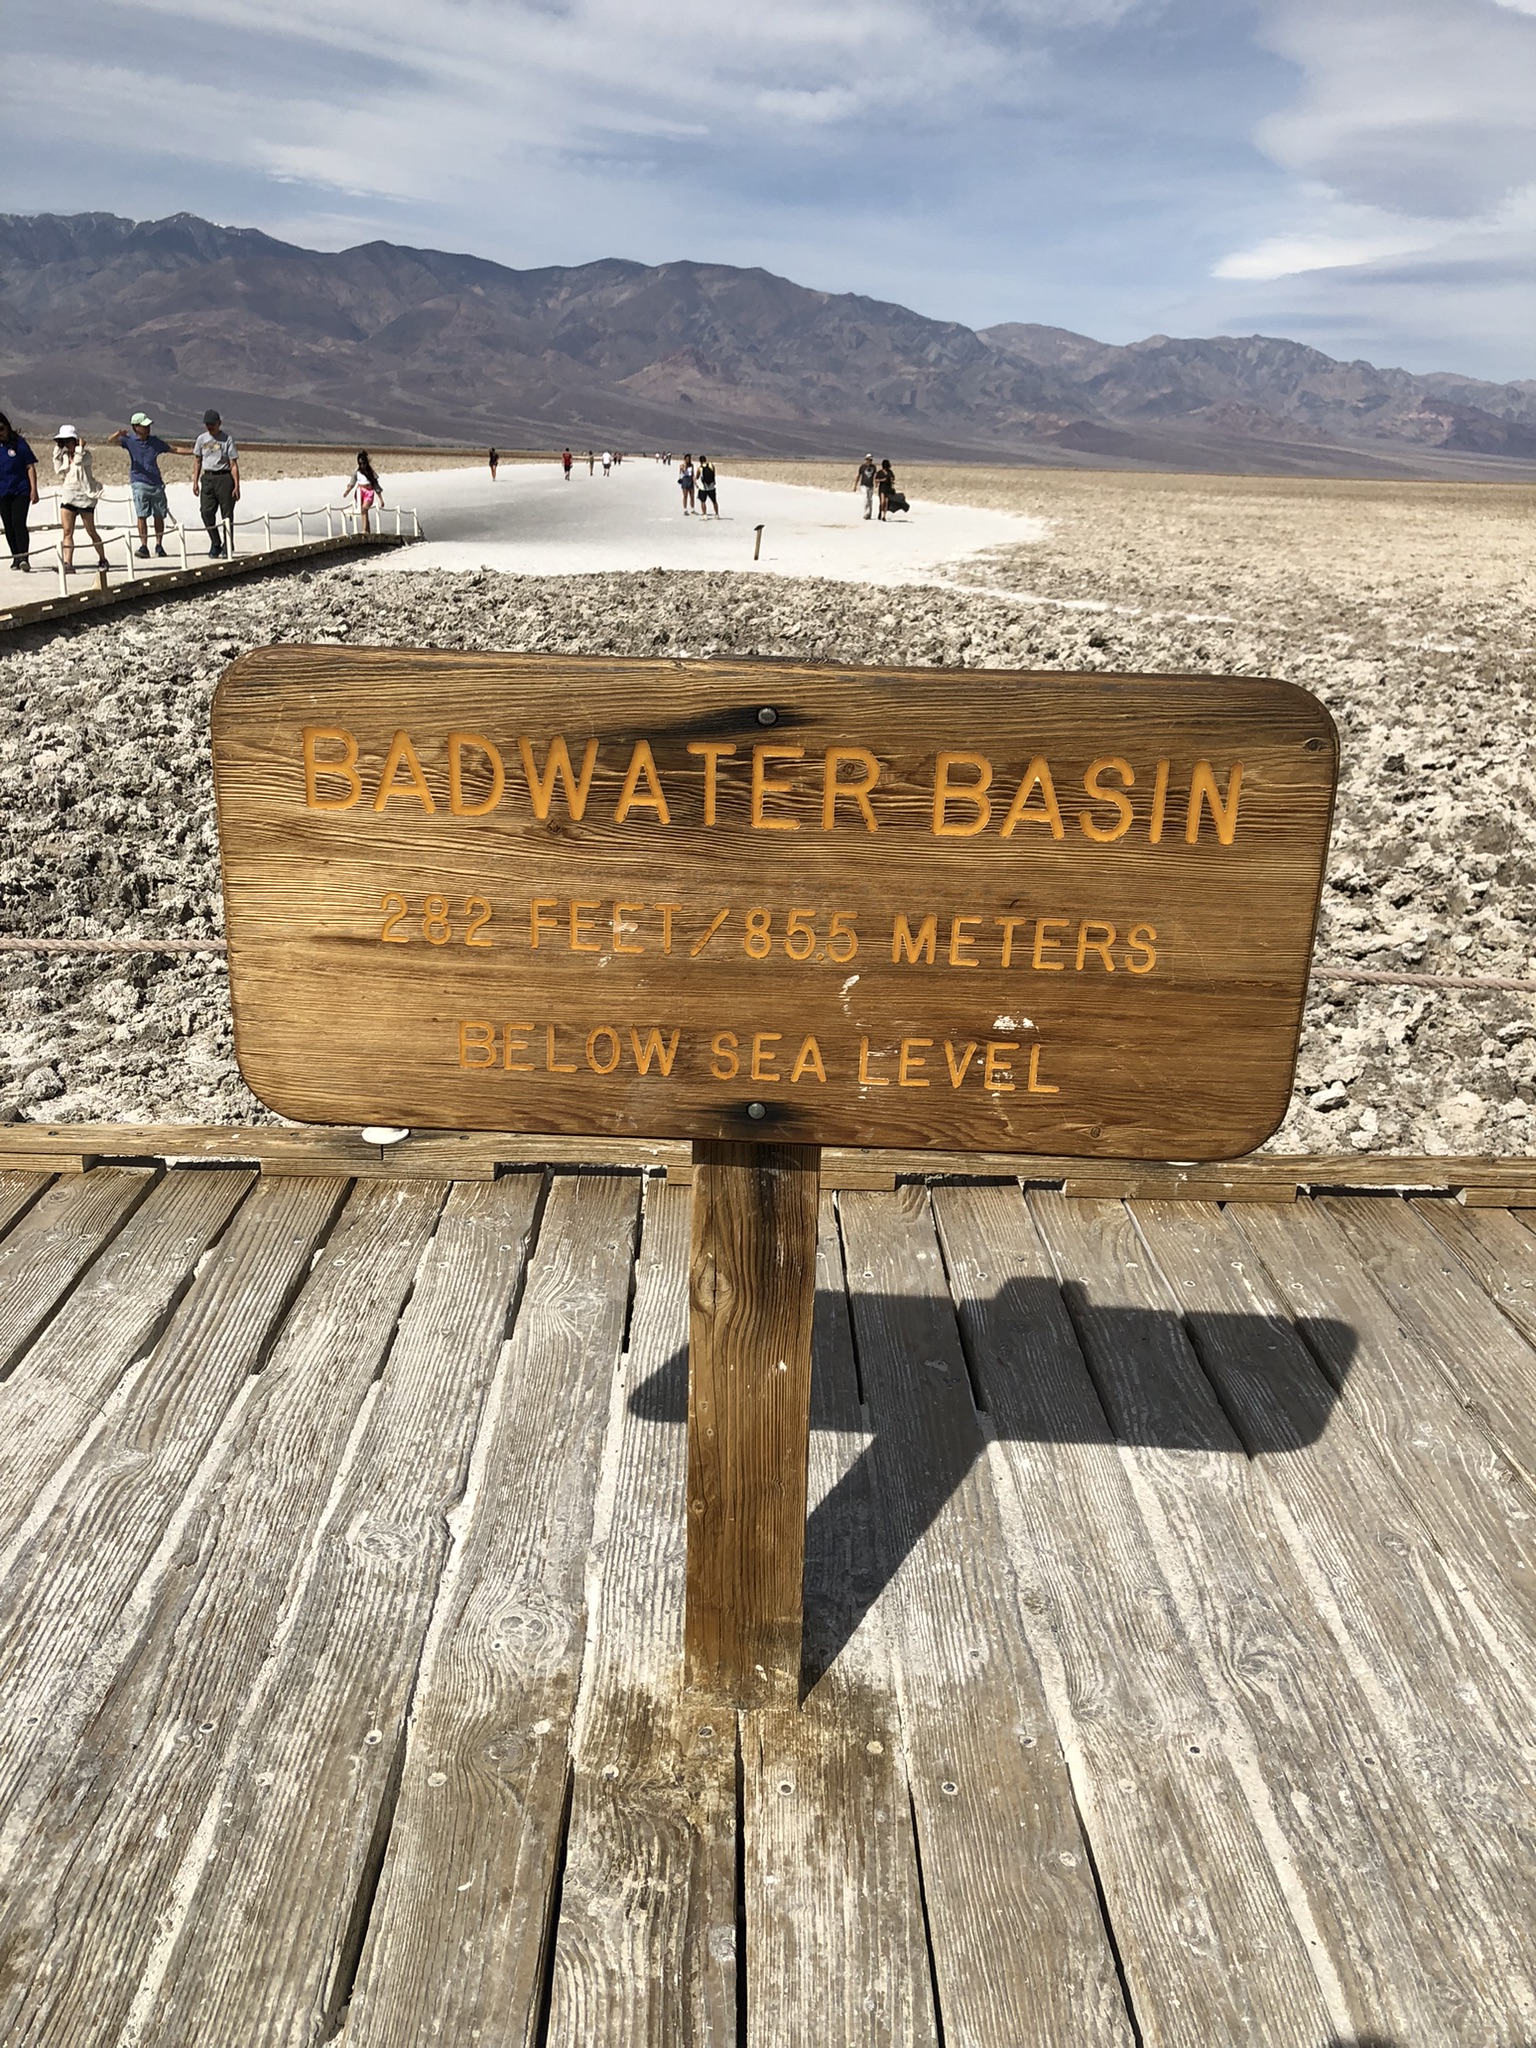 BADWATER BASIN
282 FEET/85.5 METERS
BELOW SEA LEVEL